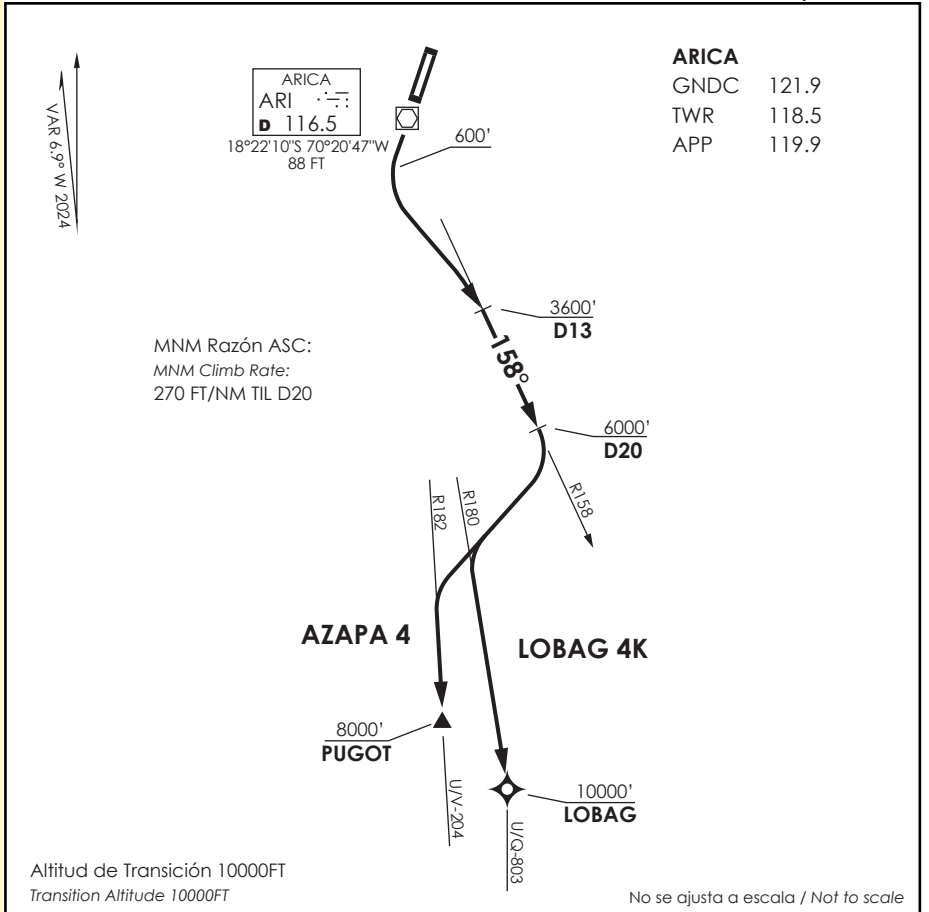 ARICA
ARI
D 116.5
18°22'10"S 70°20'47"W
88 FT
VAR 6.9° W 2024
ARICA
GNDC 121.9
TWR 118.5
APP 119.9
600'
3600'
D13
158°
MNM Razón ASC:
MNM Climb Rate:
270 FT/NM TIL D20
6000'
D20
R158
R182
R180
AZAPA 4
LOBAG 4K
8000'
PUGOT
10000'
LOBAG
U/V-204
U/Q-803
Altitud de Transición 10000FT
Transition Altitude 10000FT
No se ajusta a escala / Not to scale